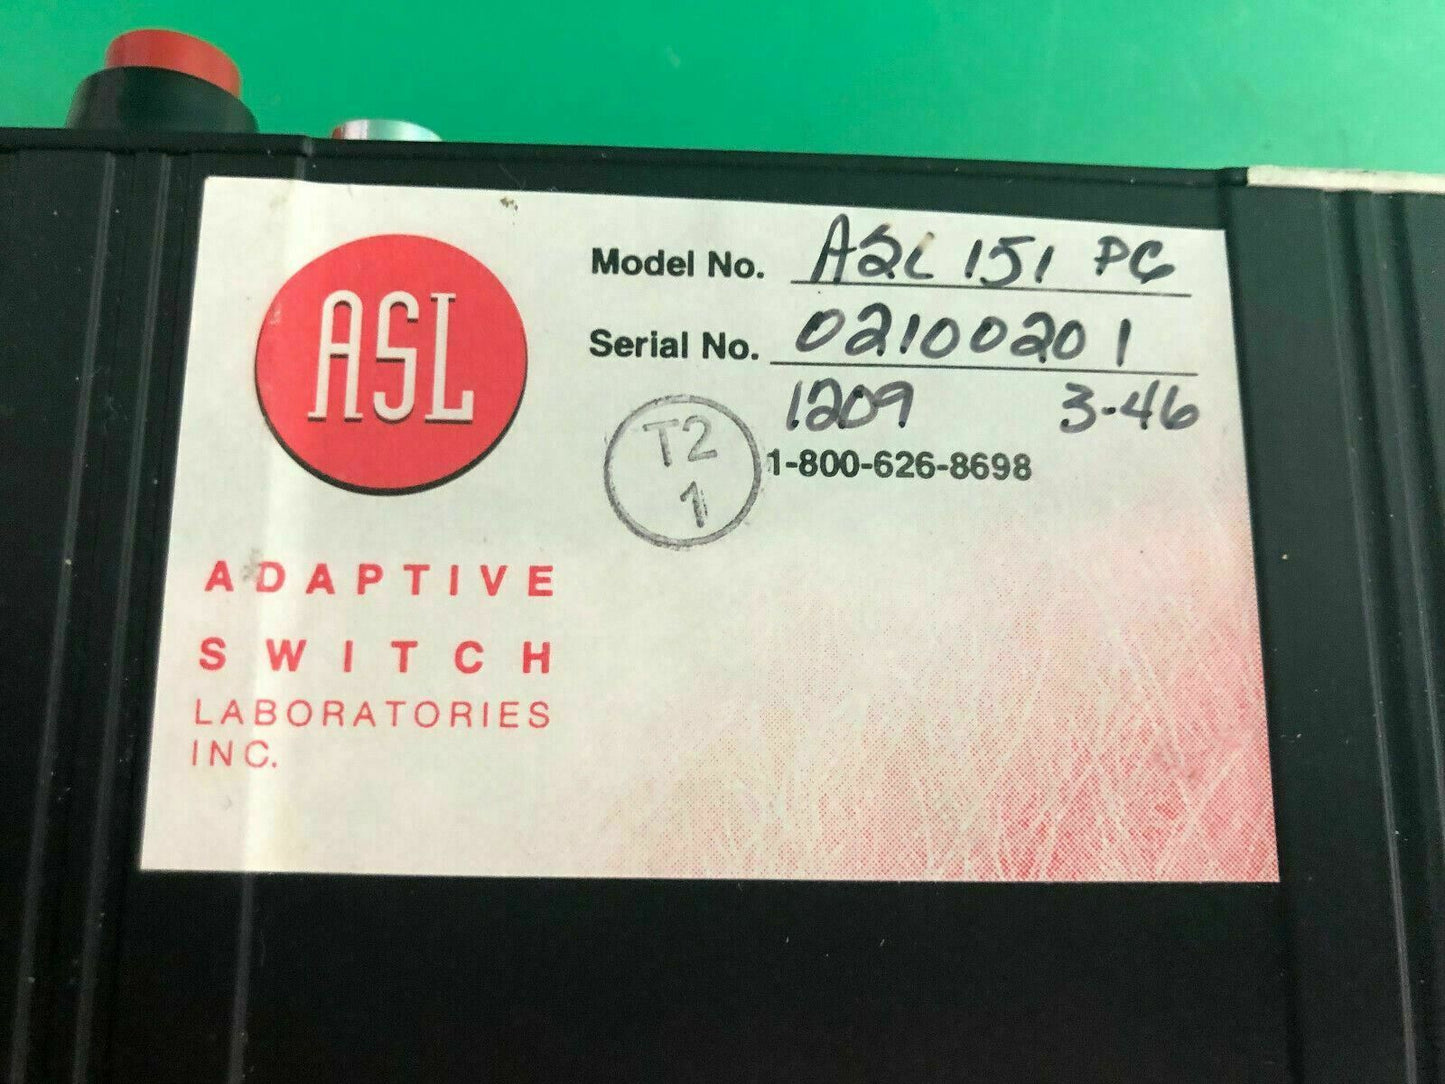 ASL
Model No. ASL 151 PG
Serial No. 02100201
1209 3-46
T2
1
1-800-626-8698
ADAPTIVE
SWITCH
LABORATORIES
INC.